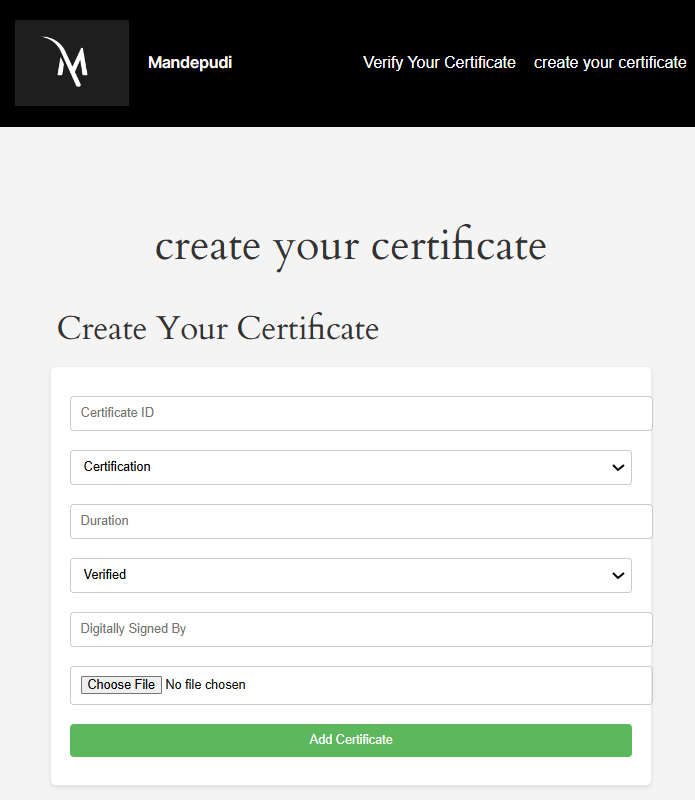 M
Mandepudi
Verify Your Certificate
create your certificate
create your certificate
Create Your Certificate
Certificate ID
Certification
Duration
Verified
Digitally Signed By
Choose File No file chosen
Add Certificate